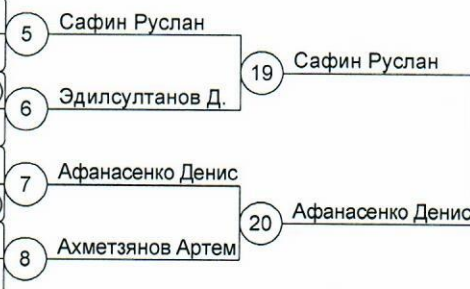 5 Сафин Руслан
19 Сафин Руслан
6 Эдилсултанов Д.
7 Афанасенко Денис
20 Афанасенко Денис
8 Ахметзянов Артем